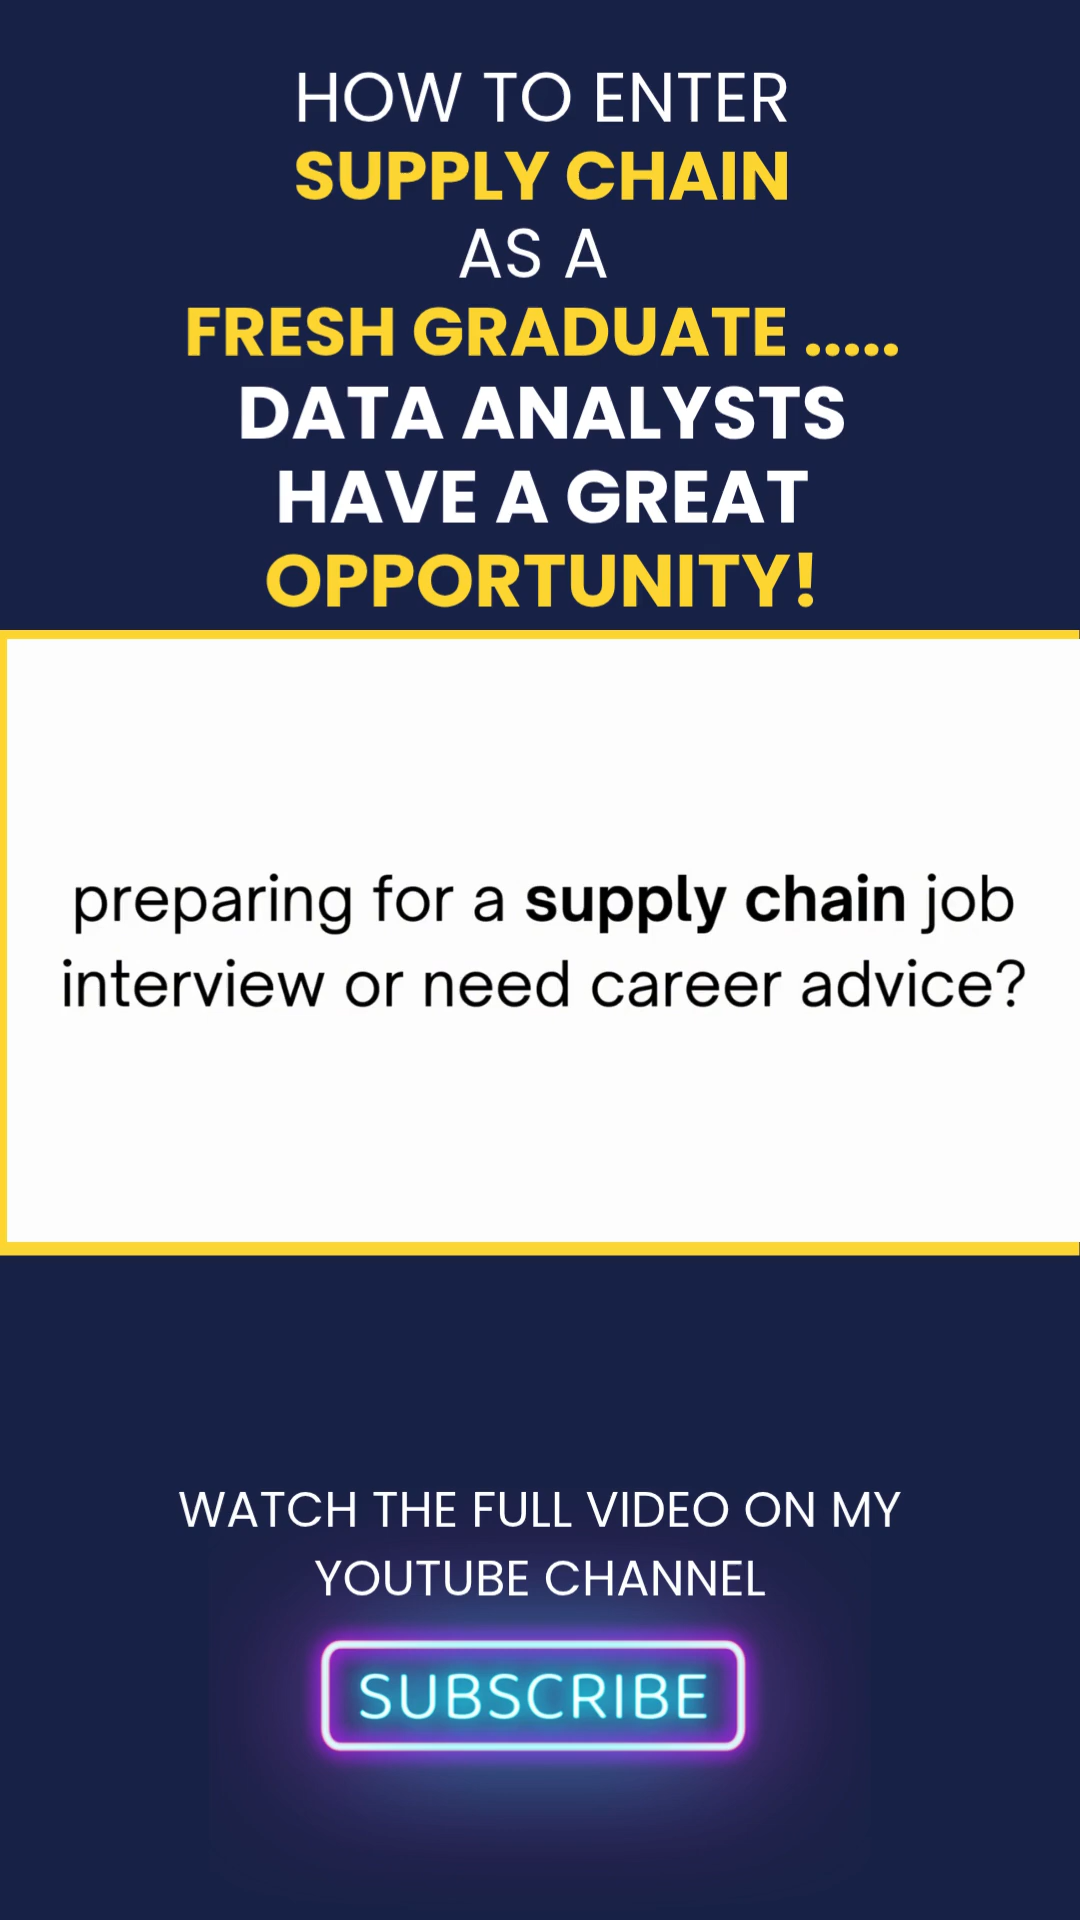 HOW TO ENTER
SUPPLY CHAIN
AS A
FRESH GRADUATE .....
DATA ANALYSTS
HAVE A GREAT
OPPORTUNITY!
preparing for a supply chain job
interview or need career advice?
WATCH THE FULL VIDEO ON MY
YOUTUBE CHANNEL
SUBSCRIBE